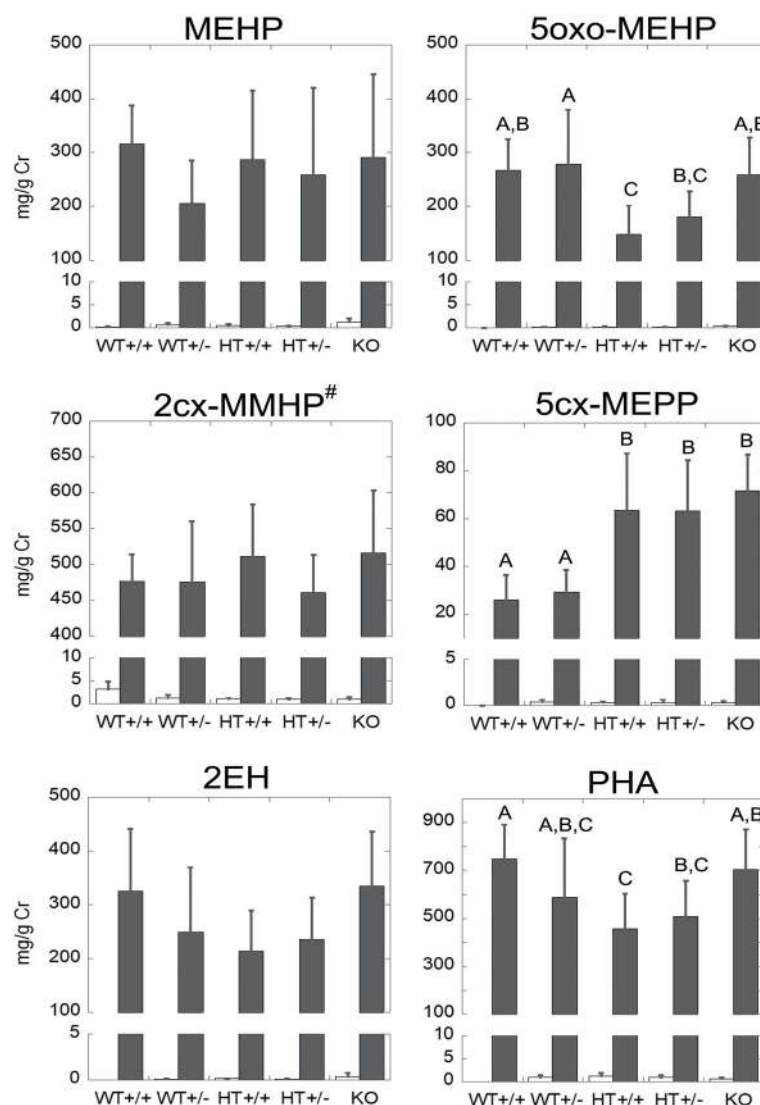 MEHP
500
400
300
200
100
10
5
0
mg/g Cr
WT+/+ WT+/- HT+/+ HT+/- KO
5oxo-MEHP
500
400
300
200
100
10
5
0
A,B A C B,C A,B
WT+/+ WT+/- HT+/+ HT+/- KO
2cx-MMHP#
700
650
600
550
500
450
400
10
5
0
mg/g Cr
WT+/+ WT+/- HT+/+ HT+/- KO
5cx-MEPP
100
80
60
40
20
5
0
A A B B B
WT+/+ WT+/- HT+/+ HT+/- KO
2EH
500
400
300
200
100
5
0
mg/g Cr
WT+/+ WT+/- HT+/+ HT+/- KO
PHA
900
700
500
300
100
10
5
0
A A,B,C C B,C A,B
WT+/+ WT+/- HT+/+ HT+/- KO